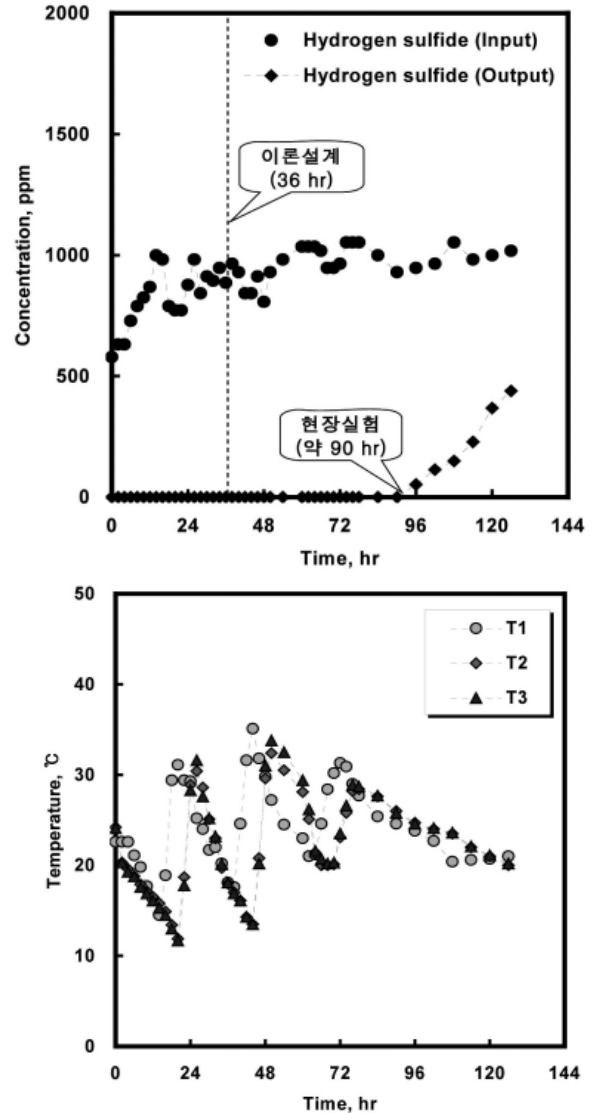 2000
1500
1000
500
0
Concentration, ppm
Hydrogen sulfide (Input)
Hydrogen sulfide (Output)
이론설계
(36 hr)
현장실험
(약 90 hr)
0 24 48 72 96 120 144
Time, hr
50
40
30
20
10
0
Temperature, ℃
T1
T2
T3
0 24 48 72 96 120 144
Time, hr